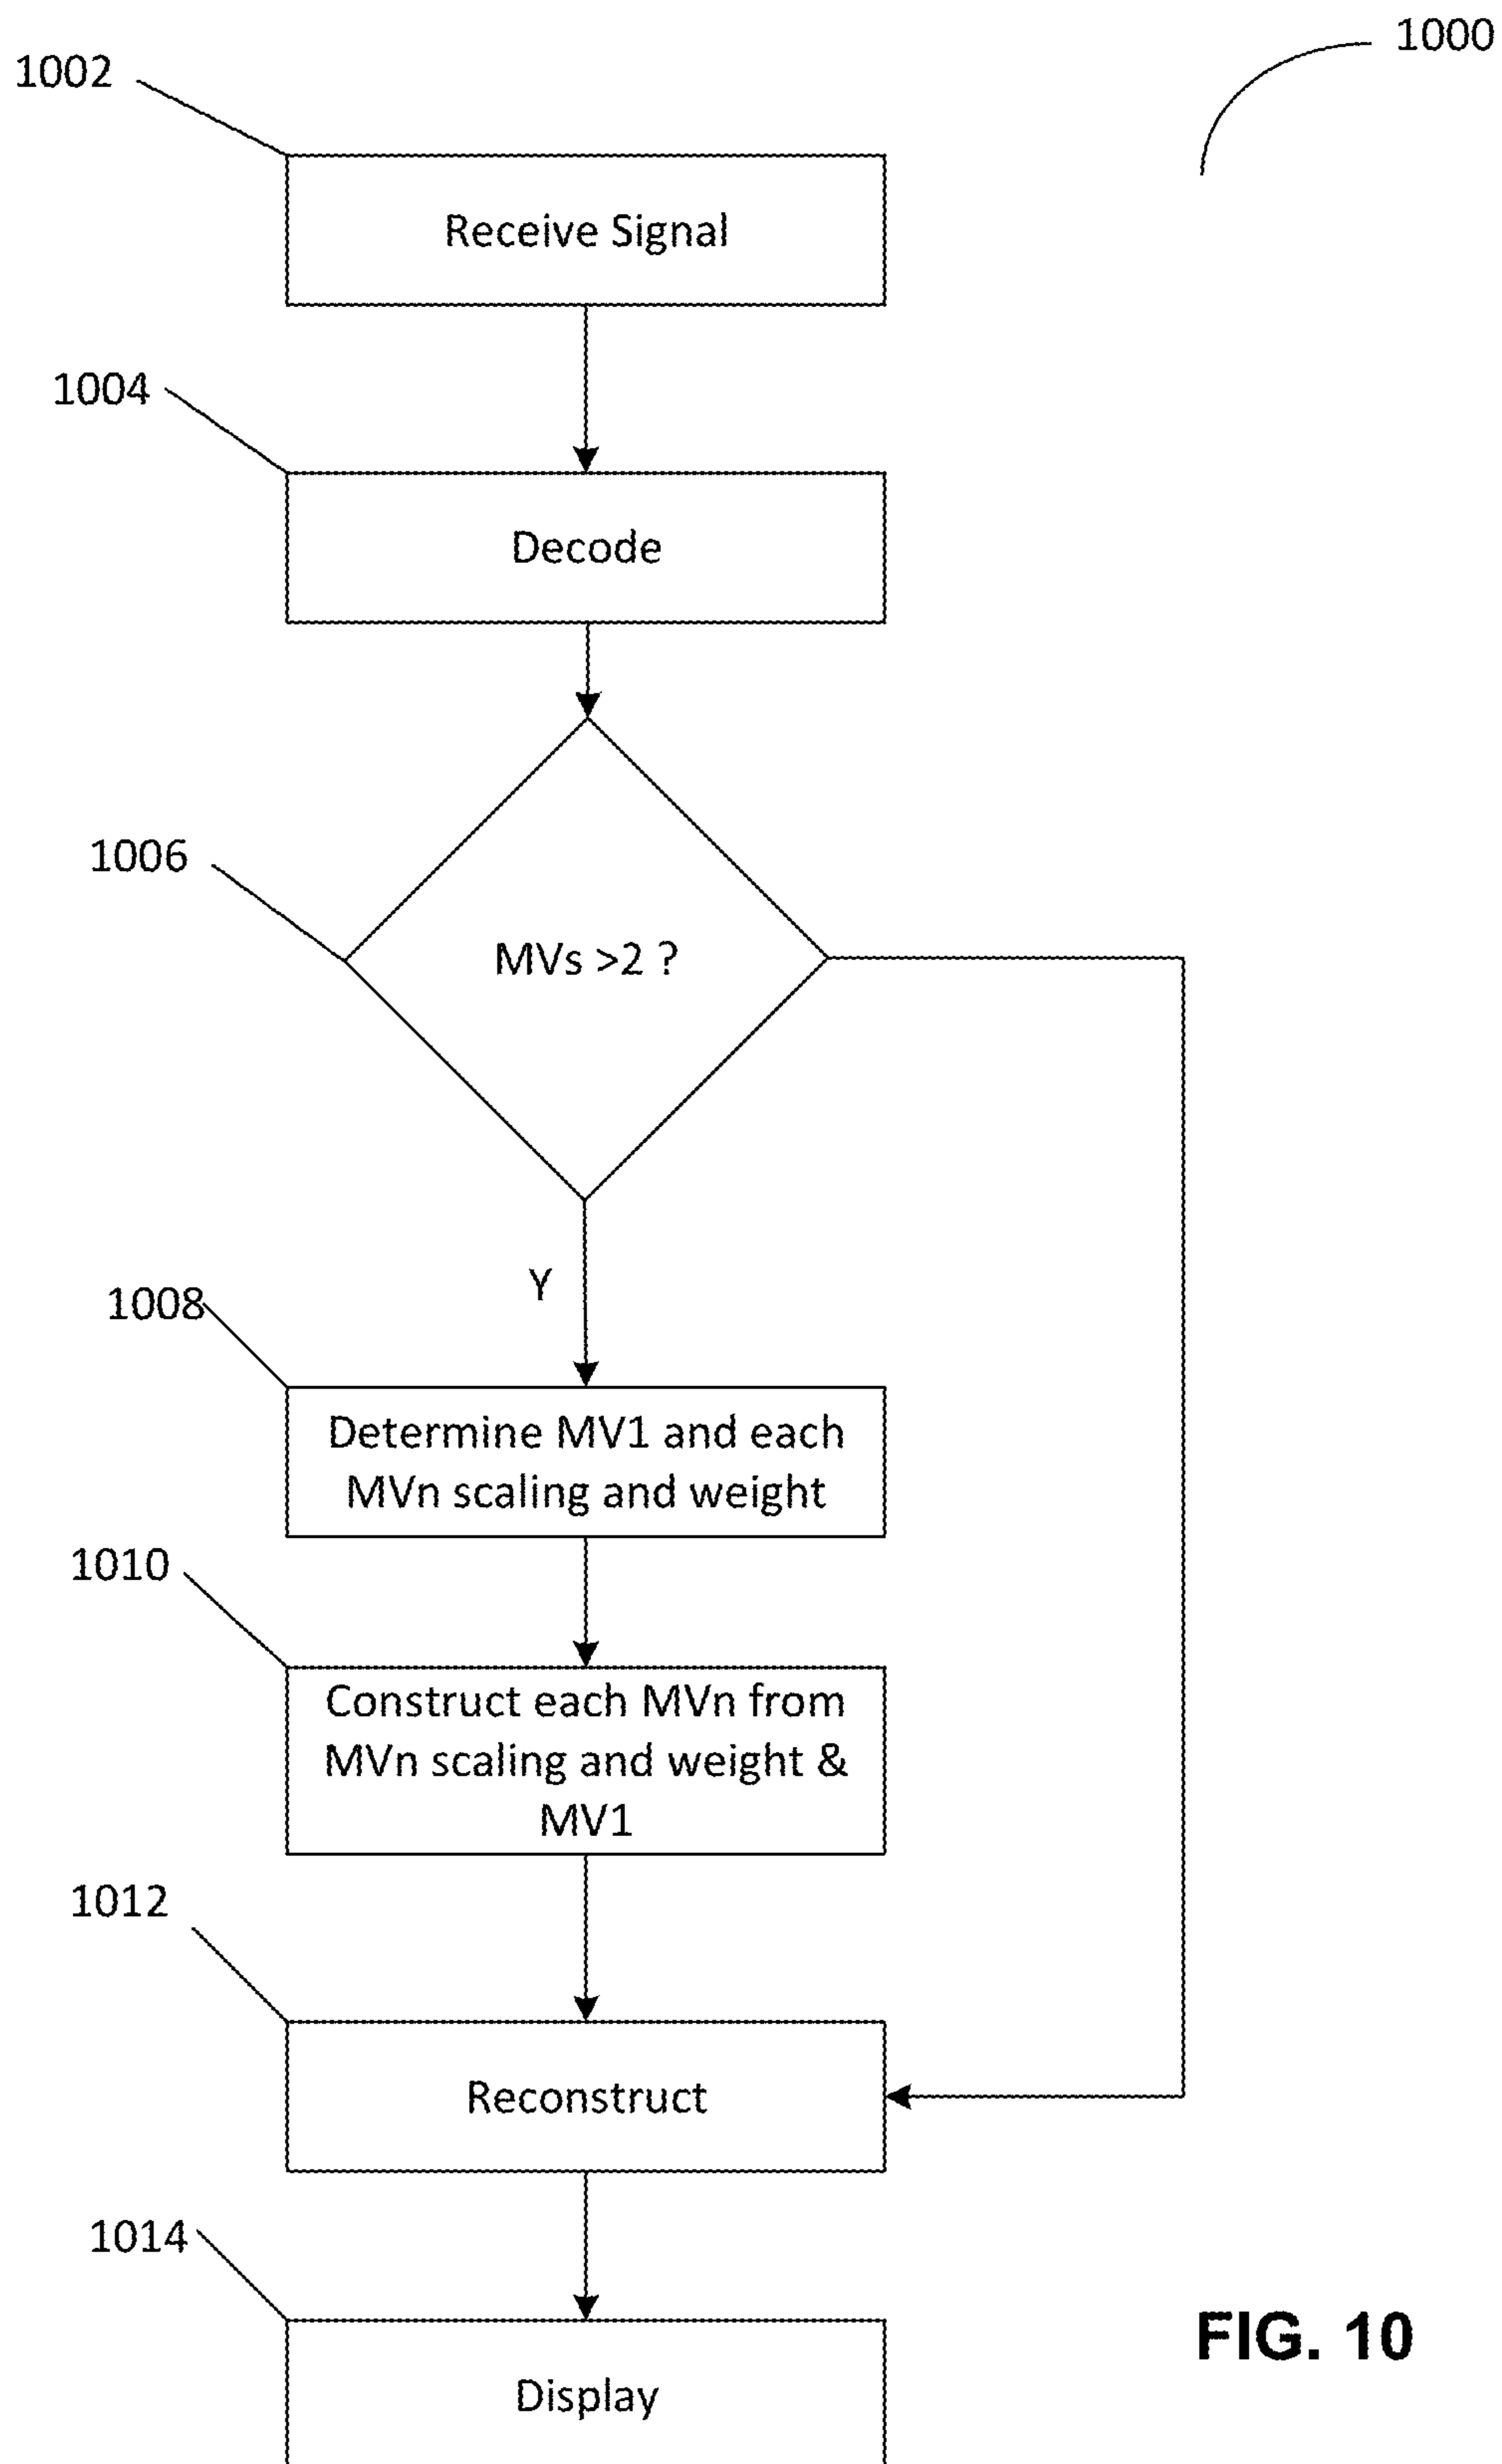 1000
1002
Receive Signal
1004
Decode
1006
MVs >2 ?
Y
1008
Determine MV1 and each
MVn scaling and weight
1010
Construct each MVn from
MVn scaling and weight &
MV1
1012
Reconstruct
1014
Display
FIG. 10